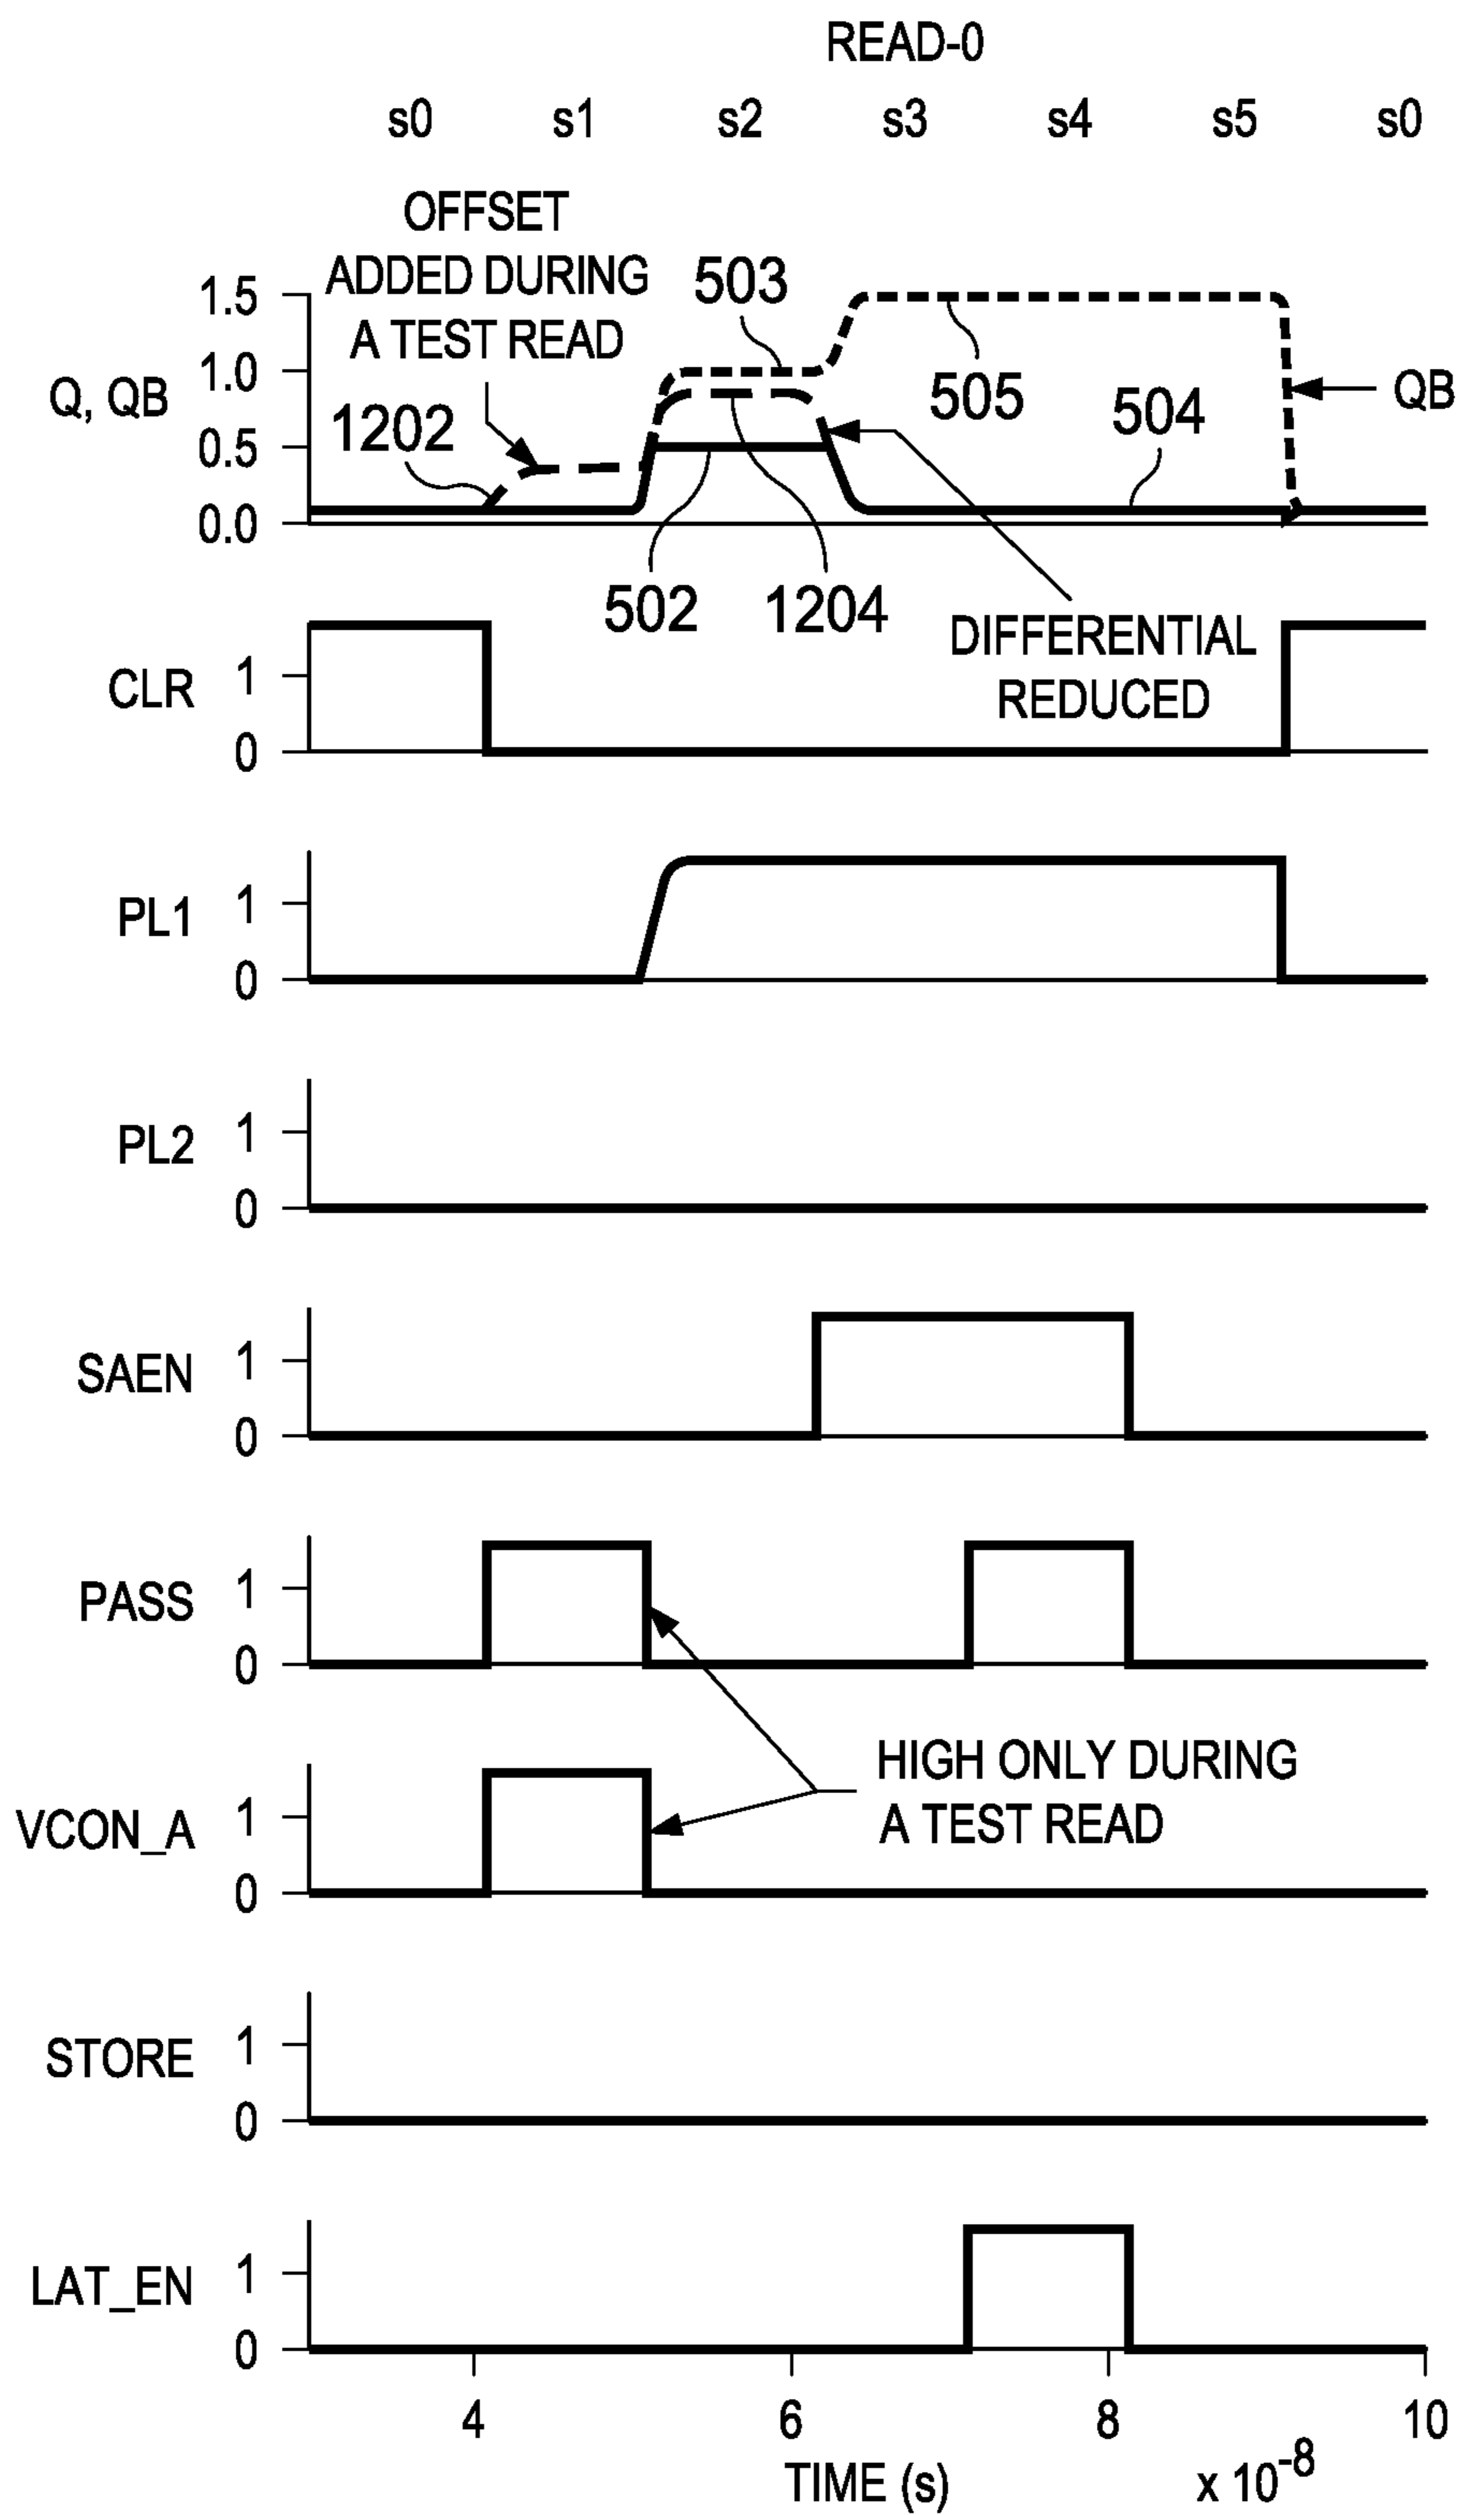 READ-0
s0 s1 s2 s3 s4 s5 s0
OFFSET
ADDED DURING
A TEST READ
503
1.5
1.0
0.5
0.0
Q, QB
1202
505
504
QB
502
1204
DIFFERENTIAL
REDUCED
CLR
1
0
PL1
1
0
PL2
1
0
SAEN
1
0
PASS
1
0
HIGH ONLY DURING
A TEST READ
VCON_A
1
0
STORE
1
0
LAT_EN
1
0
4 6 8 10
TIME (s) x 10-8